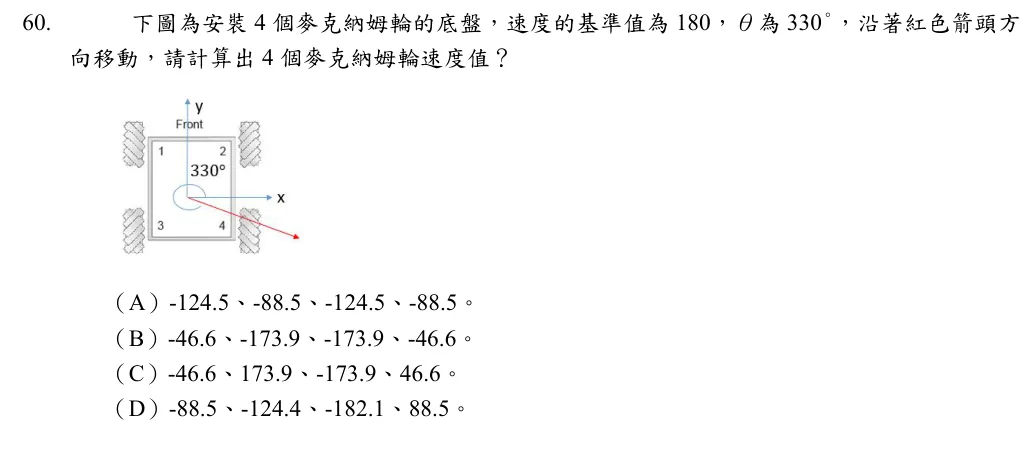 60. 下圖為安裝 4 個麥克納姆輪的底盤，速度的基準值為 180，θ 為 330°，沿著紅色箭頭方
向移動，請計算出 4 個麥克納姆輪速度值？
y
Front
1 2
330°
x
3 4
（A）-124.5、-88.5、-124.5、-88.5。
（B）-46.6、-173.9、-173.9、-46.6。
（C）-46.6、173.9、-173.9、46.6。
（D）-88.5、-124.4、-182.1、88.5。